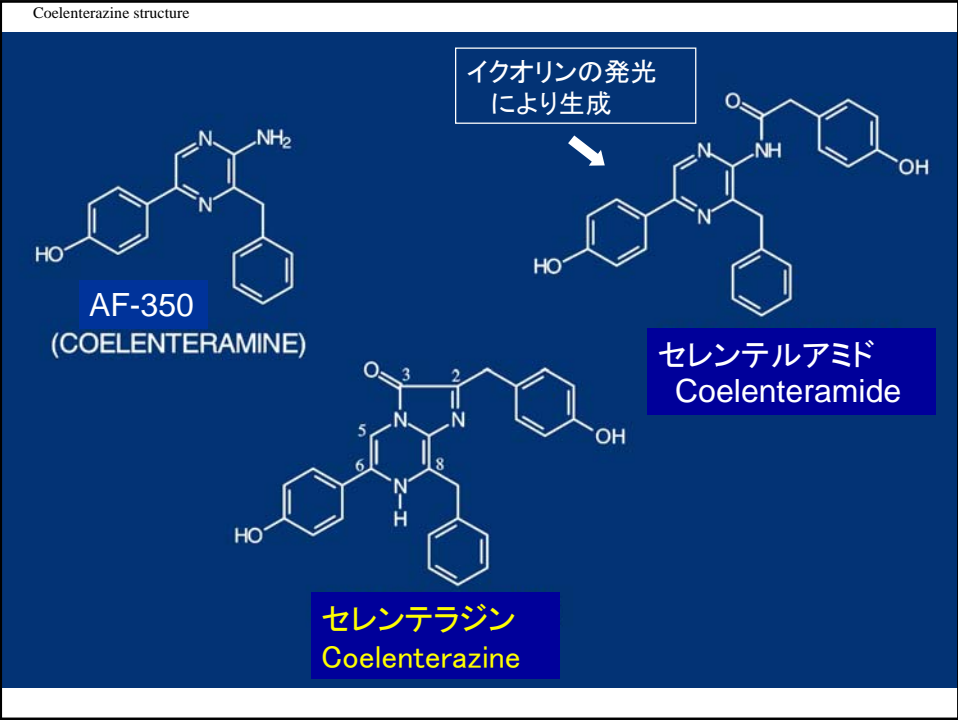 Coelenterazine structure
イクオリンの発光
により生成
N
NH₂
N
HO
AF-350
(COELENTERAMINE)
O
N
NH
OH
N
HO
セレンテルアミド
Coelenteramide
O
3
2
N
N
5
OH
6
8
N
H
HO
セレンテラジン
Coelenterazine